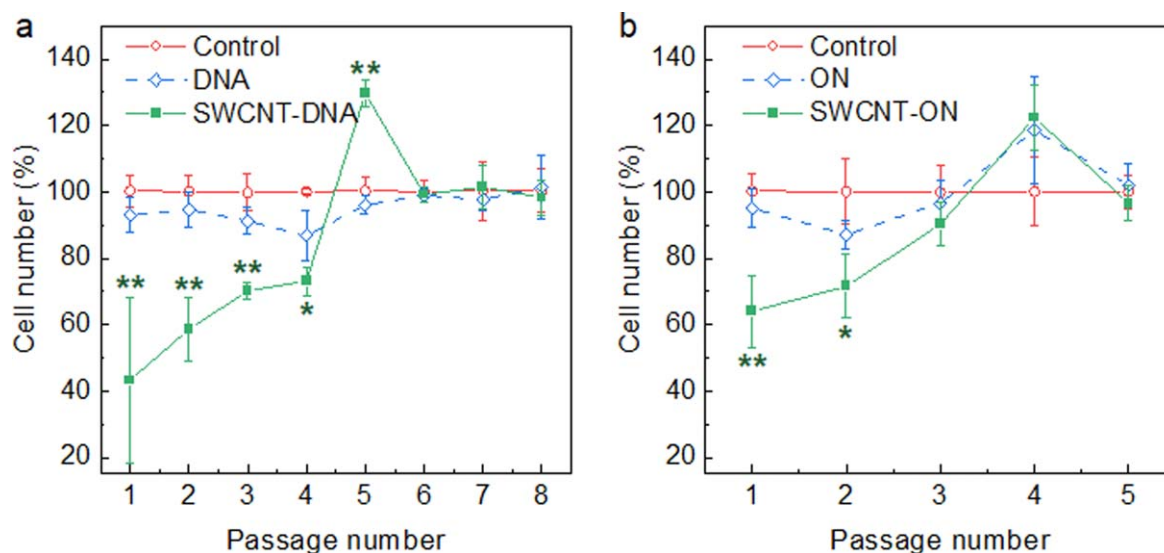 a
Control
DNA
SWCNT-DNA
Cell number (%)
140
120
100
80
60
40
20
**
**
**
*
**
1 2 3 4 5 6 7 8
Passage number
b
Control
ON
SWCNT-ON
Cell number (%)
140
120
100
80
60
40
20
**
*
1 2 3 4 5
Passage number